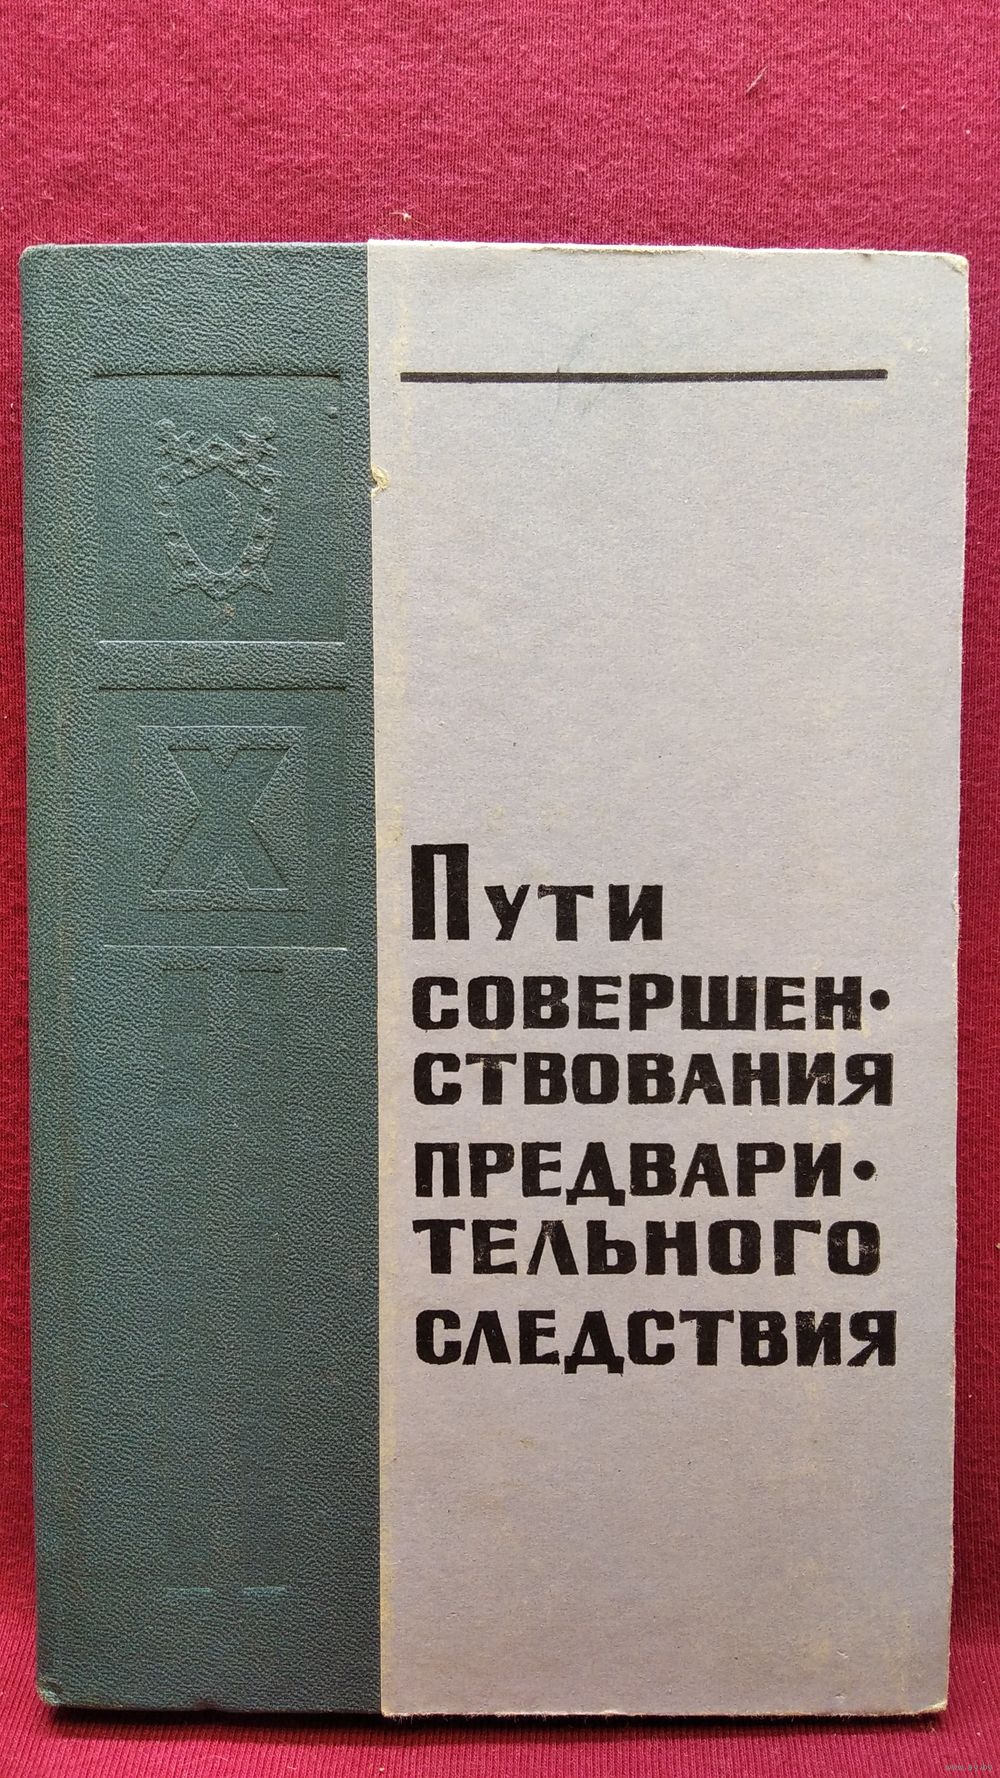 Пути
совершен-
ствования
предвари-
тельного
следствия